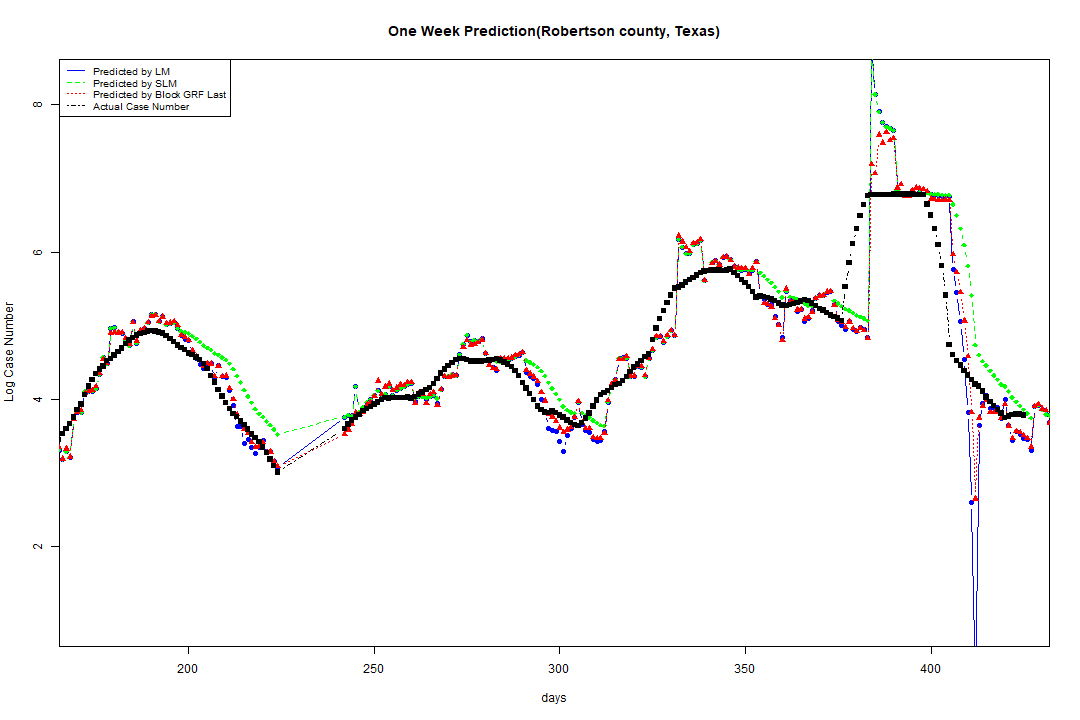 One Week Prediction(Robertson county, Texas)
Predicted by LM
Predicted by SLM
Predicted by Block GRF Last
Actual Case Number
Log Case Number
8
6
4
2
200 250 300 350 400
days